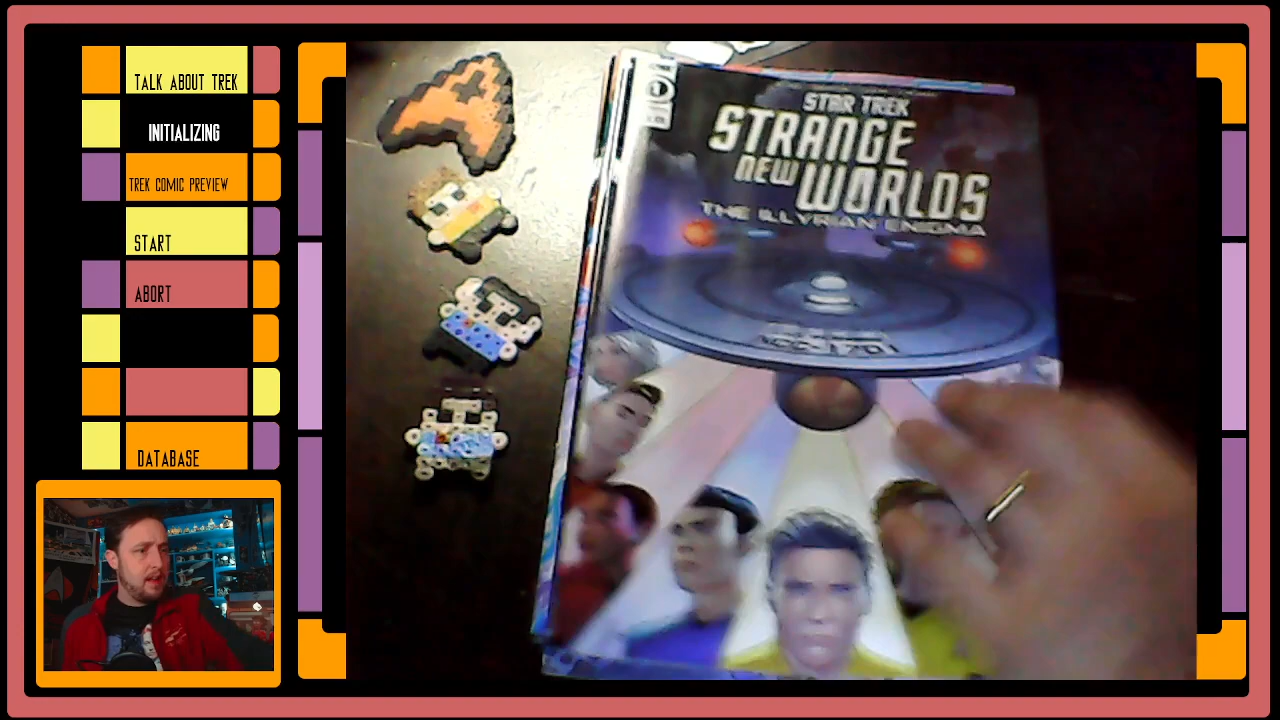 TALK ABOUT TREK
INITIALIZING
TREK COMIC PREVIEW
START
ABORT
DATABASE
STAR TREK
STRANGE
NEW WORLDS
THE ILLYRIAN ENIGMA